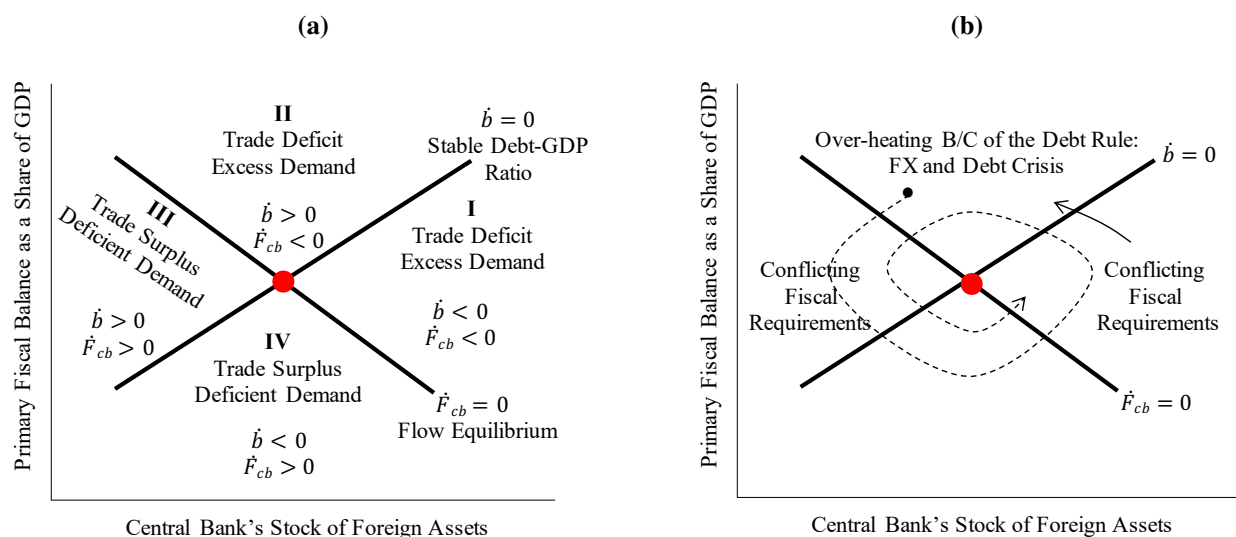 (a)
Primary Fiscal Balance as a Share of GDP
II
Trade Deficit
Excess Demand
ḃ = 0
Stable Debt-GDP
Ratio
III
Trade Surplus
Deficient Demand
ḃ > 0
Ḟcb < 0
I
Trade Deficit
Excess Demand
ḃ > 0
Ḟcb > 0
ḃ < 0
Ḟcb < 0
IV
Trade Surplus
Deficient Demand
Ḟcb = 0
Flow Equilibrium
ḃ < 0
Ḟcb > 0
Central Bank’s Stock of Foreign Assets
(b)
Primary Fiscal Balance as a Share of GDP
Over-heating B/C of the Debt Rule:
FX and Debt Crisis
ḃ = 0
Conflicting
Fiscal
Requirements
Conflicting
Fiscal
Requirements
Ḟcb = 0
Central Bank’s Stock of Foreign Assets